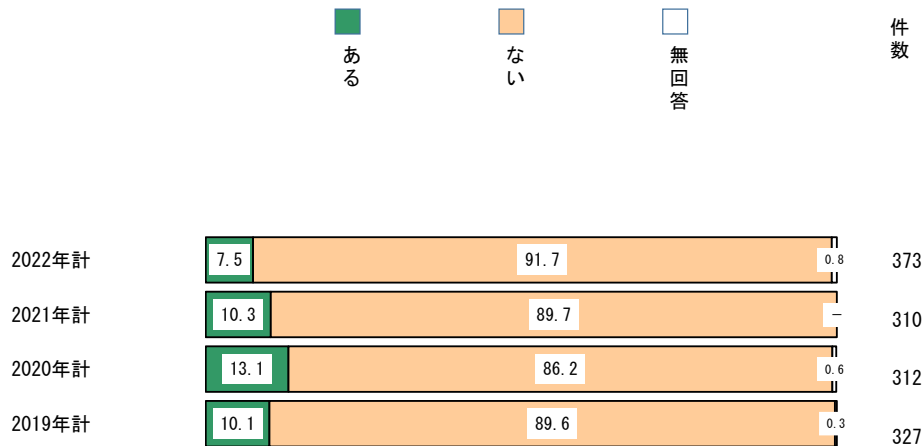 ある
ない
無回答
件数
2022年計 7.5 91.7 0.8 373
2021年計 10.3 89.7 － 310
2020年計 13.1 86.2 0.6 312
2019年計 10.1 89.6 0.3 327